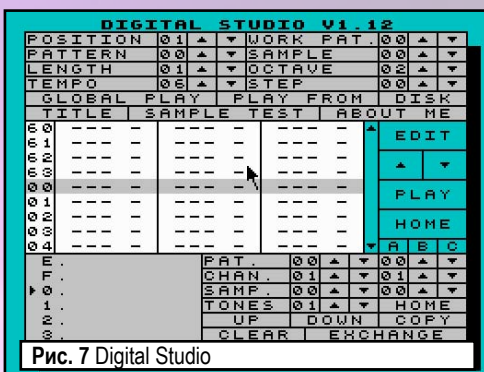 DIGITAL STUDIO V1.12
POSITION 01 WORK PAT. 00
PATTERN 00 SAMPLE 00
LENGTH 01 OCTAVE 02
TEMPO 06 STEP 00
GLOBAL PLAY PLAY FROM DISK
TITLE SAMPLE TEST ABOUT ME
60 --- - --- - --- -
61 --- - --- - --- -
62 --- - --- - --- -
63 --- - --- - --- -
00 --- - --- - --- -
01 --- - --- - --- -
02 --- - --- - --- -
03 --- - --- - --- -
04 --- - --- - --- -
EDIT
PLAY
HOME
A B C
E. PAT. 00 00
F. CHAN. 01 01
0. SAMP. 00 00
1. TONES 01 HOME
2. UP DOWN COPY
3. CLEAR EXCHANGE
Рис. 7 Digital Studio